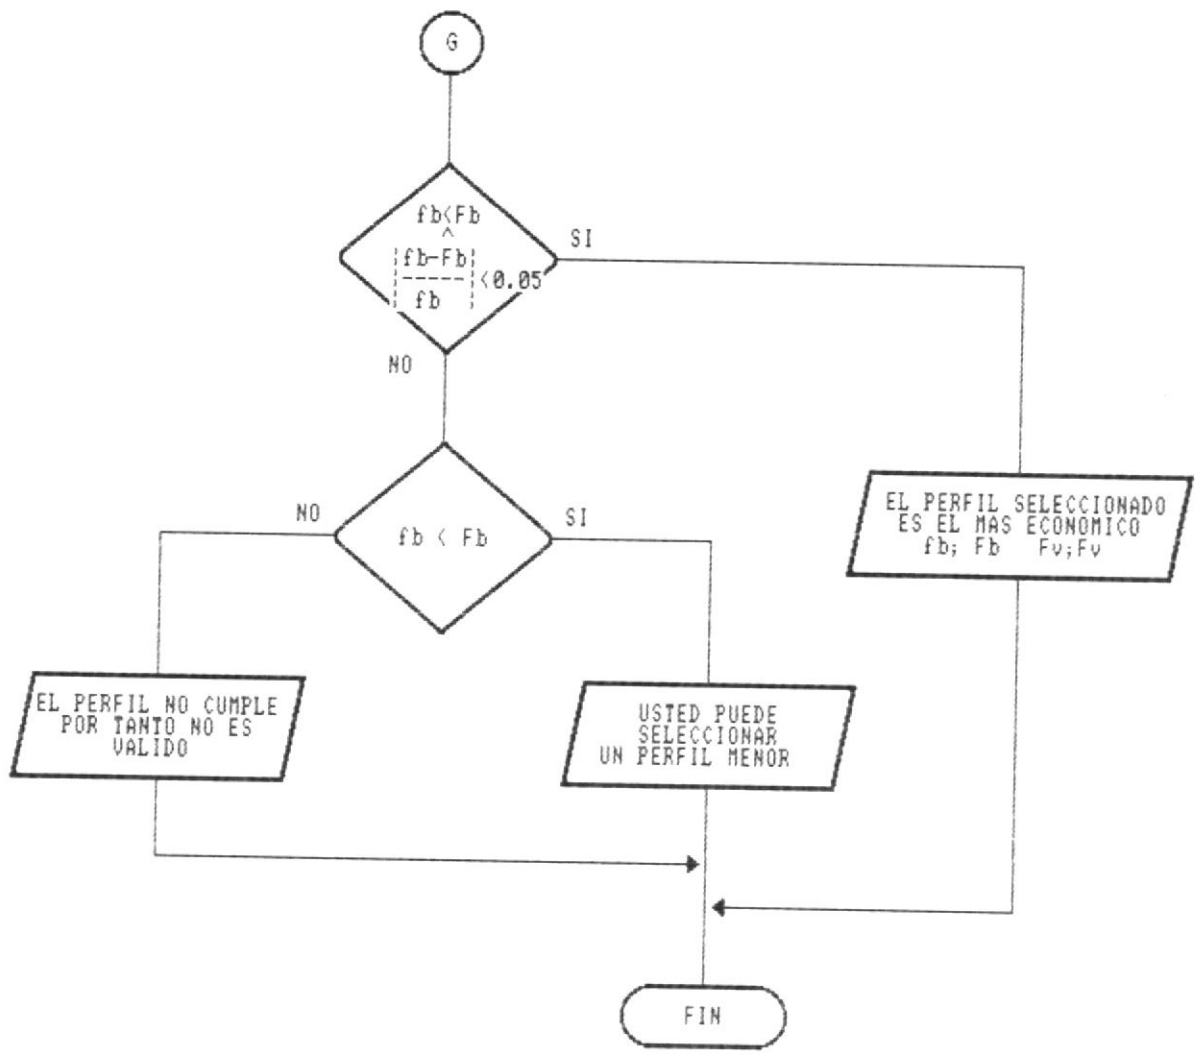 G
fb<Fb
^
|fb-Fb|
------
fb
<0.05
SI
NO
fb < Fb
NO
SI
EL PERFIL SELECCIONADO
ES EL MAS ECONOMICO
fb; Fb Fv;Fv
EL PERFIL NO CUMPLE
POR TANTO NO ES
VALIDO
USTED PUEDE
SELECCIONAR
UN PERFIL MENOR
FIN